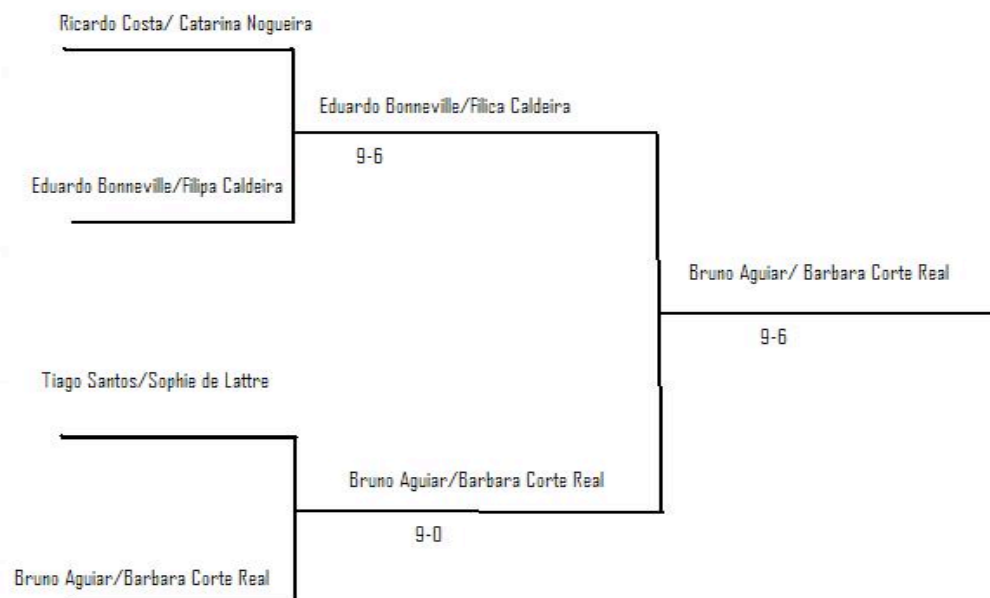 Ricardo Costa/ Catarina Nogueira
Eduardo Bonneville/Filica Caldeira
9-6
Eduardo Bonneville/Filipa Caldeira
Bruno Aguiar/ Barbara Corte Real
9-6
Tiago Santos/Sophie de Lattre
Bruno Aguiar/Barbara Corte Real
9-0
Bruno Aguiar/Barbara Corte Real